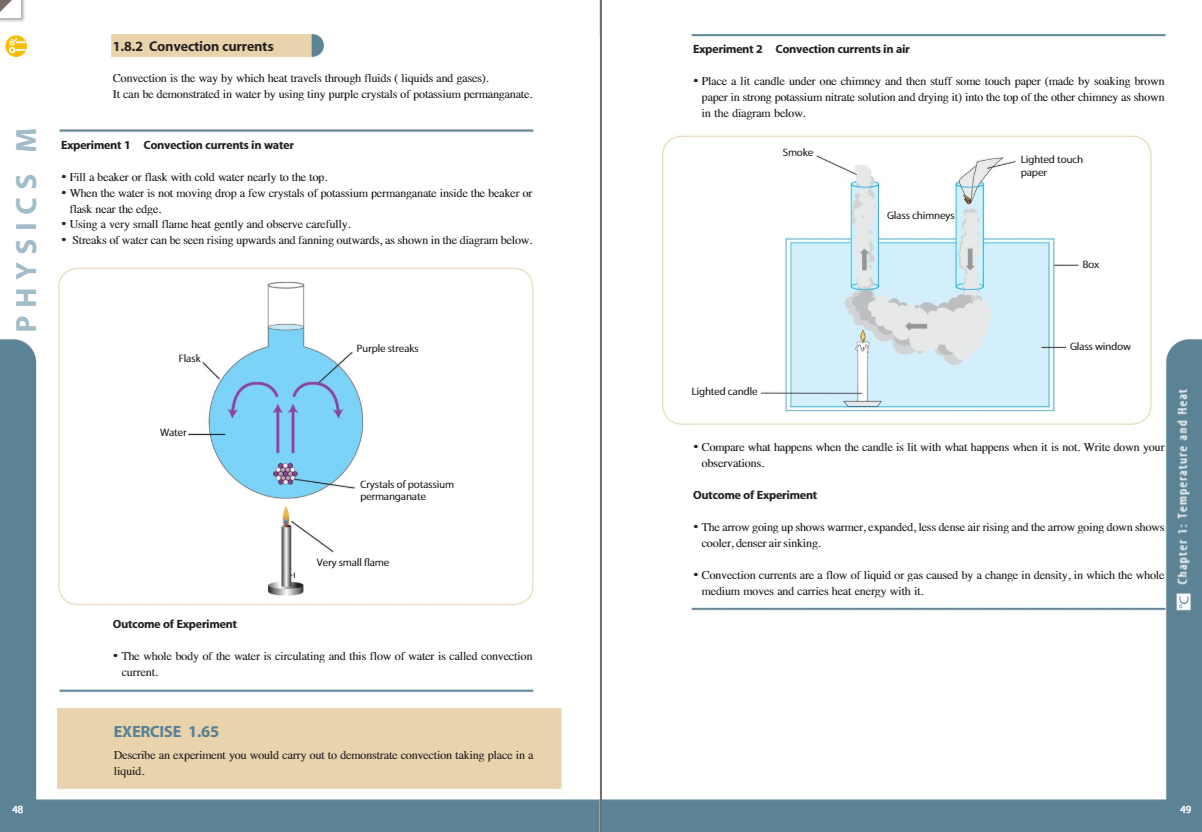 1.8.2 Convection currents
Convection is the way by which heat travels through fluids ( liquids and gases).
It can be demonstrated in water by using tiny purple crystals of potassium permanganate.
Experiment 1 Convection currents in water
• Fill a beaker or flask with cold water nearly to the top.
• When the water is not moving drop a few crystals of potassium permanganate inside the beaker or
flask near the edge.
• Using a very small flame heat gently and observe carefully.
• Streaks of water can be seen rising upwards and fanning outwards, as shown in the diagram below.
Flask
Purple streaks
Water
Crystals of potassium
permanganate
Very small flame
Outcome of Experiment
• The whole body of the water is circulating and this flow of water is called convection
current.
EXERCISE 1.65
Describe an experiment you would carry out to demonstrate convection taking place in a
liquid.
PHYSICS M
48
Experiment 2 Convection currents in air
• Place a lit candle under one chimney and then stuff some touch paper (made by soaking brown
paper in strong potassium nitrate solution and drying it) into the top of the other chimney as shown
in the diagram below.
Smoke
Lighted touch
paper
Glass chimneys
Box
Glass window
Lighted candle
• Compare what happens when the candle is lit with what happens when it is not. Write down your
observations.
Outcome of Experiment
• The arrow going up shows warmer, expanded, less dense air rising and the arrow going down shows
cooler, denser air sinking.
• Convection currents are a flow of liquid or gas caused by a change in density, in which the whole
medium moves and carries heat energy with it.
°C Chapter 1: Temperature and Heat
49